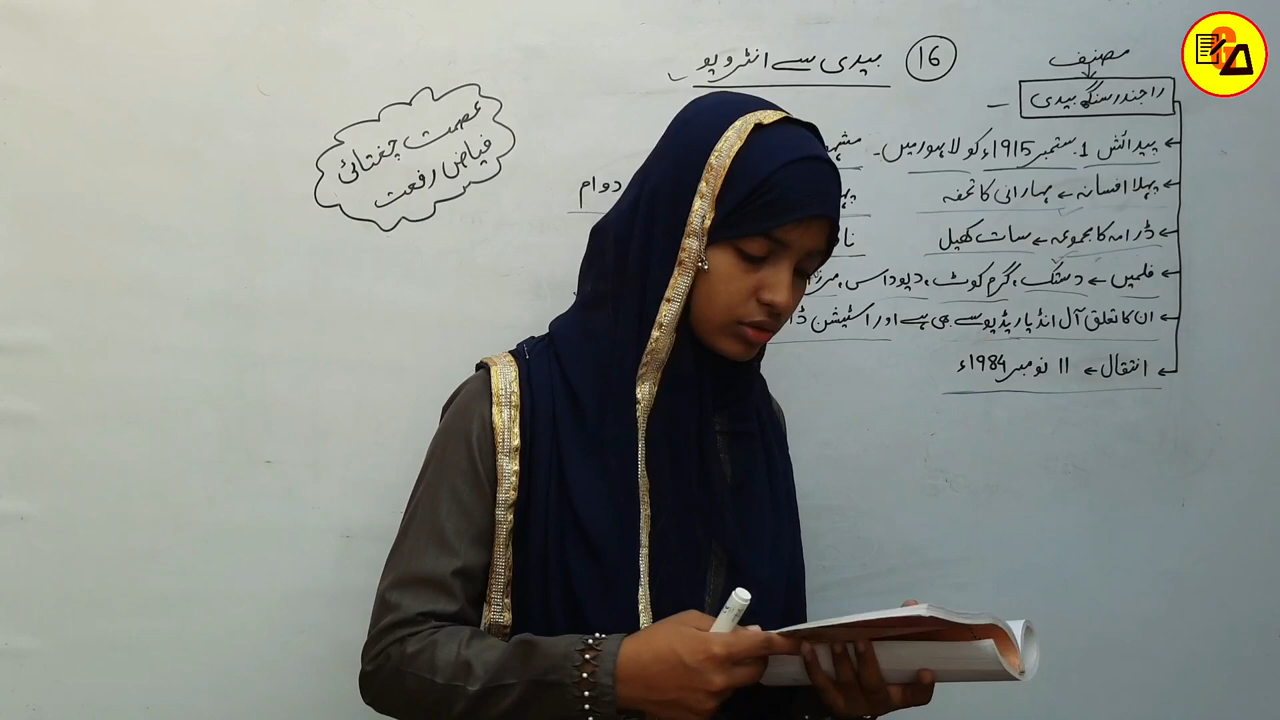 16 بیدی سے انٹرویو
مصنف
راجندر سنگھ بیدی
پیدائش 1 ستمبر 1915ء کو لاہور میں۔
پہلا افسانہ ← مہارانی کا تحفہ
دوام
ڈرامہ کا مجموعہ ← سات کھیل
فلمیں ← دستک، گرم کوٹ، دیوداس،
ان کا تعلق آل انڈیا ریڈیو سے بھی ہے اور اسٹیشن
انتقال ← 11 نومبر 1984ء
عصمت چغتائی
فیاض رفعت